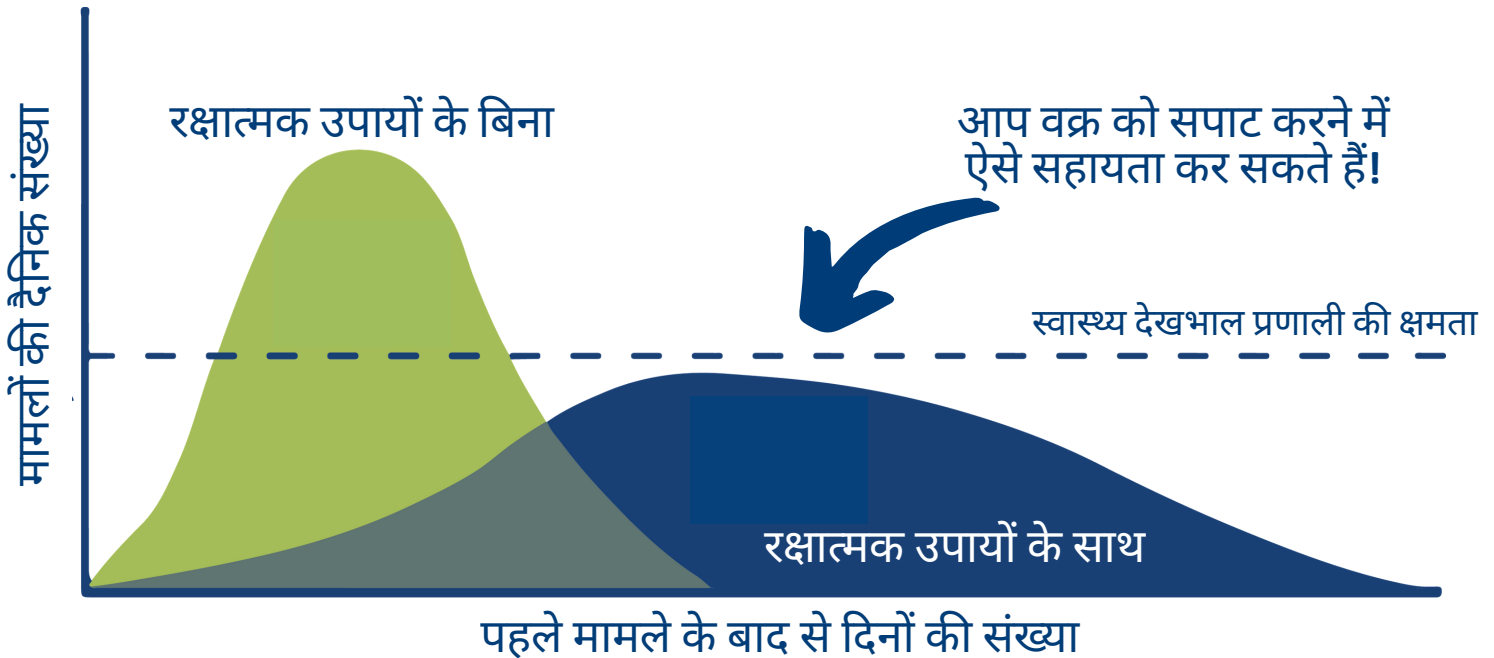 रक्षात्मक उपायों के बिना
आप वक्र को सपाट करने में
ऐसे सहायता कर सकते हैं!
मामलों की दैनिक संख्या
स्वास्थ्य देखभाल प्रणाली की क्षमता
रक्षात्मक उपायों के साथ
पहले मामले के बाद से दिनों की संख्या